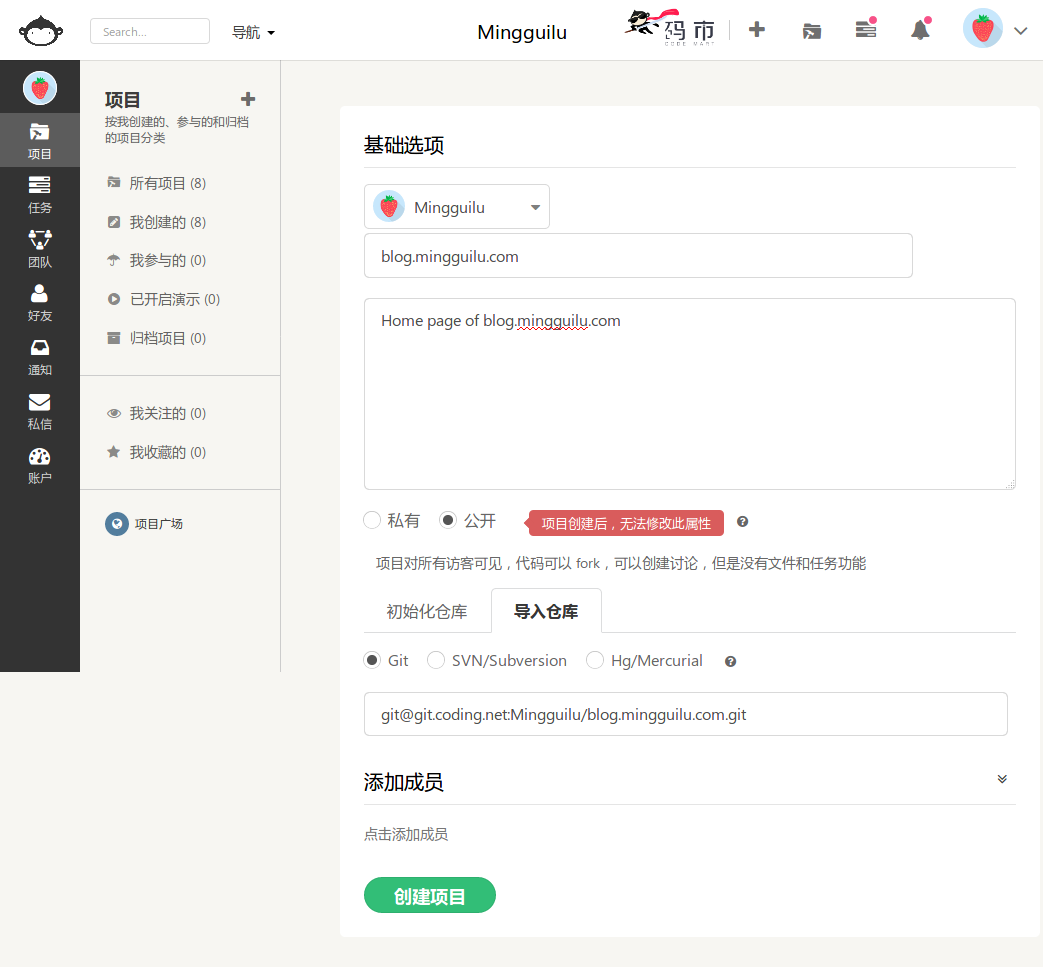 Search...
导航
Mingguilu
码市
CODE MART
项目
任务
团队
好友
通知
私信
账户
项目
按我创建的、参与的和归档
的项目分类
所有项目 (8)
我创建的 (8)
我参与的 (0)
已开启演示 (0)
归档项目 (0)
我关注的 (0)
我收藏的 (0)
项目广场
基础选项
Mingguilu
blog.mingguilu.com
Home page of blog.mingguilu.com
私有 公开 项目创建后，无法修改此属性
项目对所有访客可见，代码可以 fork，可以创建讨论，但是没有文件和任务功能
初始化仓库 导入仓库
Git SVN/Subversion Hg/Mercurial
git@git.coding.net:Mingguilu/blog.mingguilu.com.git
添加成员
点击添加成员
创建项目